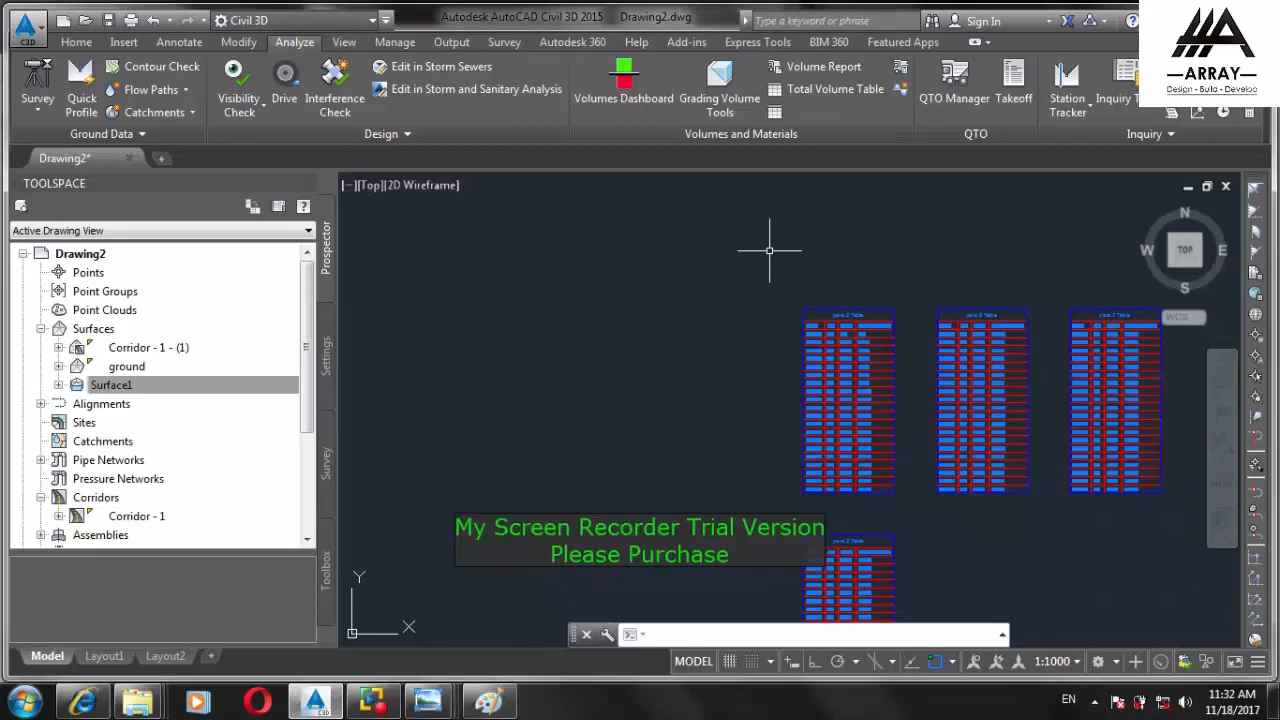 Civil 3D
Autodesk AutoCAD Civil 3D 2015 Drawing2.dwg
Type a keyword or phrase
Sign In
ARRAY
Design - Build - Develop
C3D
Home Insert Annotate Modify Analyze View Manage Output Survey Autodesk 360 Help Add-ins Express Tools BIM 360 Featured Apps
Survey
Quick Profile
Contour Check
Flow Paths
Catchments
Ground Data
Visibility Check
Drive
Interference Check
Edit in Storm Sewers
Edit in Storm and Sanitary Analysis
Design
Volumes Dashboard
Grading Volume Tools
Volume Report
Total Volume Table
Volumes and Materials
QTO Manager
Takeoff
QTO
Station Tracker
Inquiry
Inquiry
Drawing2*
TOOLSPACE
Active Drawing View
Drawing2
Points
Point Groups
Point Clouds
Surfaces
Corridor - 1 - (1)
ground
Surface1
Alignments
Sites
Catchments
Pipe Networks
Pressure Networks
Corridors
Corridor - 1
Assemblies
Prospector
Settings
Survey
Toolbox
[−][Top][2D Wireframe]
N
W TOP E
S
WCS
My Screen Recorder Trial Version
Please Purchase
Y
X
Model Layout1 Layout2
MODEL
1:1000
EN
11:32 AM
11/18/2017